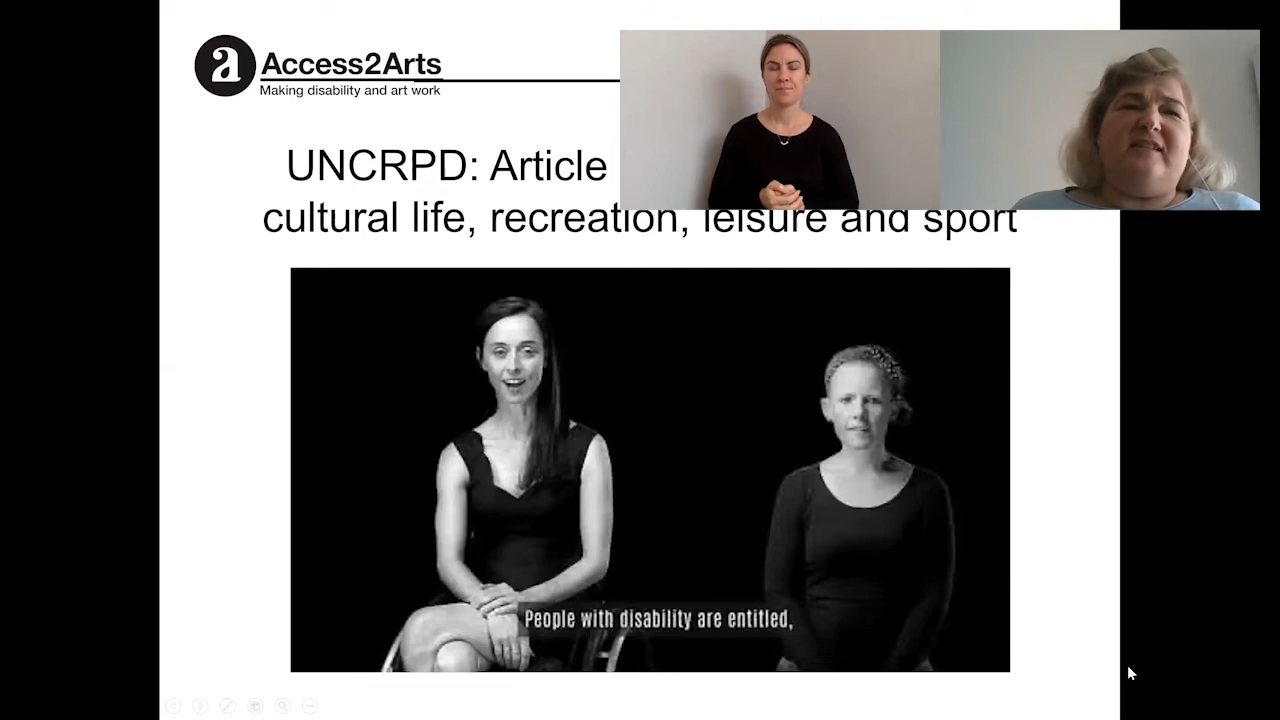 a
Access2Arts
Making disability and art work
UNCRPD: Article
cultural life, recreation, leisure and sport
People with disability are entitled,